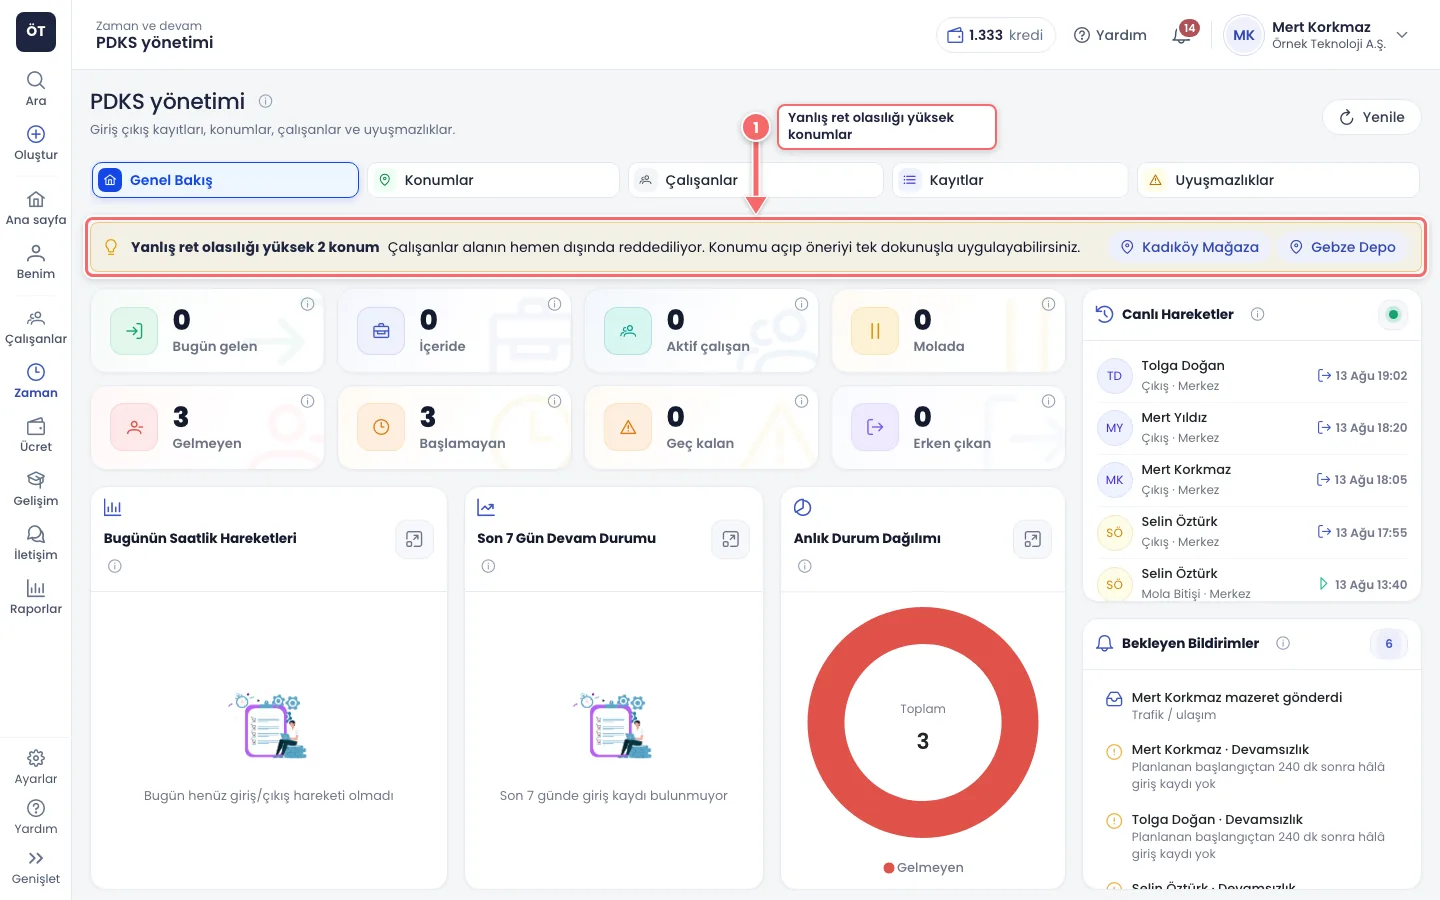 ÖT
Ara
Oluştur
Ana sayfa
Benim
Çalışanlar
Zaman
Ücret
Gelişim
İletişim
Raporlar
Ayarlar
Yardım
Genişlet
Zaman ve devam
PDKS yönetimi
1.333 kredi
Yardım
14
MK
Mert Korkmaz
Örnek Teknoloji A.Ş.
PDKS yönetimi
Giriş çıkış kayıtları, konumlar, çalışanlar ve uyuşmazlıklar.
1
Yanlış ret olasılığı yüksek
konumlar
Yenile
Genel Bakış
Konumlar
Çalışanlar
Kayıtlar
Uyuşmazlıklar
Yanlış ret olasılığı yüksek 2 konum Çalışanlar alanın hemen dışında reddediliyor. Konumu açıp öneriyi tek dokunuşla uygulayabilirsiniz.
Kadıköy Mağaza
Gebze Depo
0
Bugün gelen
0
İçeride
0
Aktif çalışan
0
Molada
3
Gelmeyen
3
Başlamayan
0
Geç kalan
0
Erken çıkan
Bugünün Saatlik Hareketleri
Bugün henüz giriş/çıkış hareketi olmadı
Son 7 Gün Devam Durumu
Son 7 günde giriş kaydı bulunmuyor
Anlık Durum Dağılımı
Toplam
3
Gelmeyen
Canlı Hareketler
TD
Tolga Doğan
Çıkış · Merkez
13 Ağu 19:02
MY
Mert Yıldız
Çıkış · Merkez
13 Ağu 18:20
MK
Mert Korkmaz
Çıkış · Merkez
13 Ağu 18:05
SÖ
Selin Öztürk
Çıkış · Merkez
13 Ağu 17:55
SÖ
Selin Öztürk
Mola Bitişi · Merkez
13 Ağu 13:40
Bekleyen Bildirimler
6
Mert Korkmaz mazeret gönderdi
Trafik / ulaşım
Mert Korkmaz · Devamsızlık
Planlanan başlangıçtan 240 dk sonra hâlâ
giriş kaydı yok
Tolga Doğan · Devamsızlık
Planlanan başlangıçtan 240 dk sonra hâlâ
giriş kaydı yok
Selin Öztürk · Devamsızlık